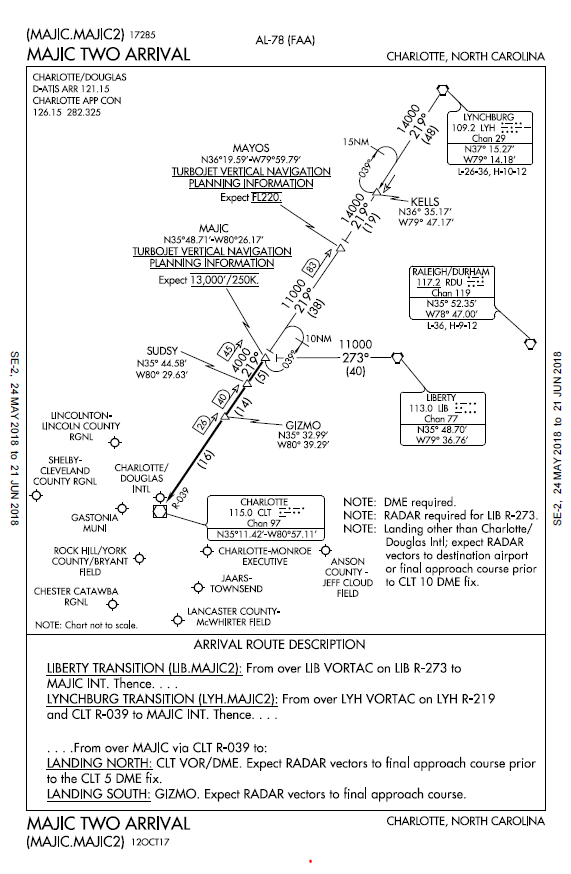 (MAJIC.MAJIC2) 17285
MAJIC TWO ARRIVAL
AL-78 (FAA)
CHARLOTTE, NORTH CAROLINA
CHARLOTTE/DOUGLAS
D-ATIS ARR 121.15
CHARLOTTE APP CON
126.15 282.325
LYNCHBURG
109.2 LYH
Chan 29
N37° 15.27'
W79° 14.18'
L-26-36, H-10-12
14000
219°
(48)
15NM
039°
MAYOS
N36°19.59'-W79°59.79'
TURBOJET VERTICAL NAVIGATION
PLANNING INFORMATION
Expect FL220.
KELLS
N36° 35.17'
W79° 47.17'
14000
219°
(19)
MAJIC
N35°48.71'-W80°26.17'
TURBOJET VERTICAL NAVIGATION
PLANNING INFORMATION
Expect 13,000'/250K.
83
11000
219°
(38)
RALEIGH/DURHAM
117.2 RDU
Chan 119
N35° 52.35'
W78° 47.00'
L-36, H-9-12
10NM
039°
11000
273°
(40)
SUDSY
N35° 44.58'
W80° 29.63'
45
4000
219°
(5)
LIBERTY
113.0 LIB
Chan 77
N35° 48.70'
W79° 36.76'
40
(14)
26
GIZMO
N35° 32.99'
W80° 39.29'
(16)
R-039
LINCOLNTON-
LINCOLN COUNTY
RGNL
SHELBY-
CLEVELAND
COUNTY RGNL
CHARLOTTE/
DOUGLAS
INTL
GASTONIA
MUNI
CHARLOTTE
115.0 CLT
Chan 97
N35°11.42'-W80°57.11'
NOTE: DME required.
NOTE: RADAR required for LIB R-273.
NOTE: Landing other than Charlotte/
Douglas Intl; expect RADAR
vectors to destination airport
or final approach course prior
to CLT 10 DME fix.
ROCK HILL/YORK
COUNTY/BRYANT
FIELD
CHARLOTTE-MONROE
EXECUTIVE
ANSON
COUNTY -
JEFF CLOUD
FIELD
JAARS-
TOWNSEND
CHESTER CATAWBA
RGNL
LANCASTER COUNTY-
McWHIRTER FIELD
NOTE: Chart not to scale.
SE-2, 24 MAY 2018 to 21 JUN 2018
SE-2, 24 MAY 2018 to 21 JUN 2018
ARRIVAL ROUTE DESCRIPTION
LIBERTY TRANSITION (LIB.MAJIC2): From over LIB VORTAC on LIB R-273 to
MAJIC INT. Thence. . . .
LYNCHBURG TRANSITION (LYH.MAJIC2): From over LYH VORTAC on LYH R-219
and CLT R-039 to MAJIC INT. Thence. . . .
. . . .From over MAJIC via CLT R-039 to:
LANDING NORTH: CLT VOR/DME. Expect RADAR vectors to final approach course prior
to the CLT 5 DME fix.
LANDING SOUTH: GIZMO. Expect RADAR vectors to final approach course.
MAJIC TWO ARRIVAL
(MAJIC.MAJIC2) 12OCT17
CHARLOTTE, NORTH CAROLINA